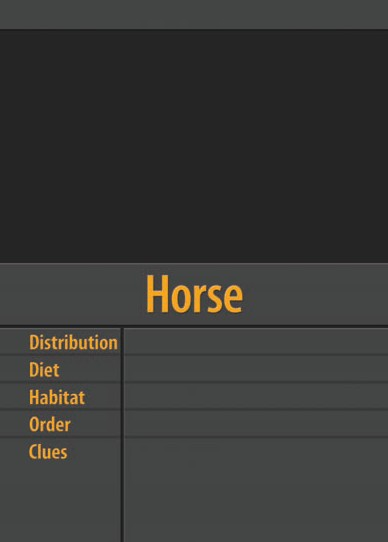 Horse
Distribution
Diet
Habitat
Order
Clues